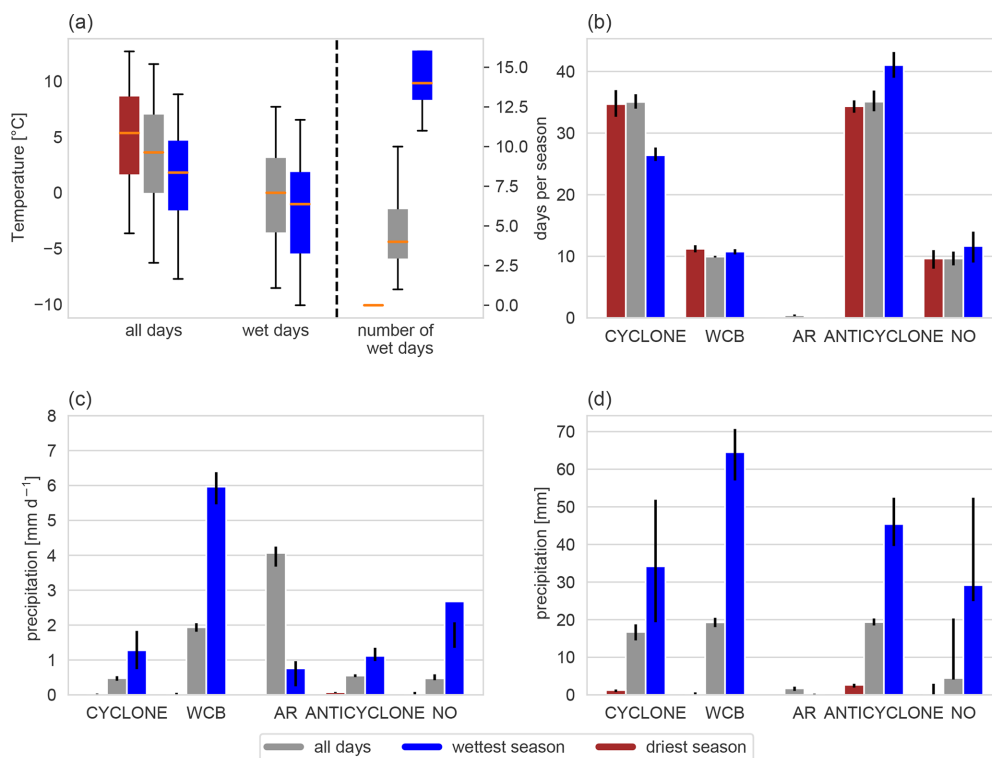 (a)
Temperature [°C]
10
5
0
−5
−10
15.0
12.5
10.0
7.5
5.0
2.5
0.0
all days
wet days
number of
wet days
(b)
days per season
40
30
20
10
0
CYCLONE WCB AR ANTICYCLONE NO
(c)
precipitation [mm d⁻¹]
8
7
6
5
4
3
2
1
0
CYCLONE WCB AR ANTICYCLONE NO
(d)
precipitation [mm]
70
60
50
40
30
20
10
0
CYCLONE WCB AR ANTICYCLONE NO
all days wettest season driest season